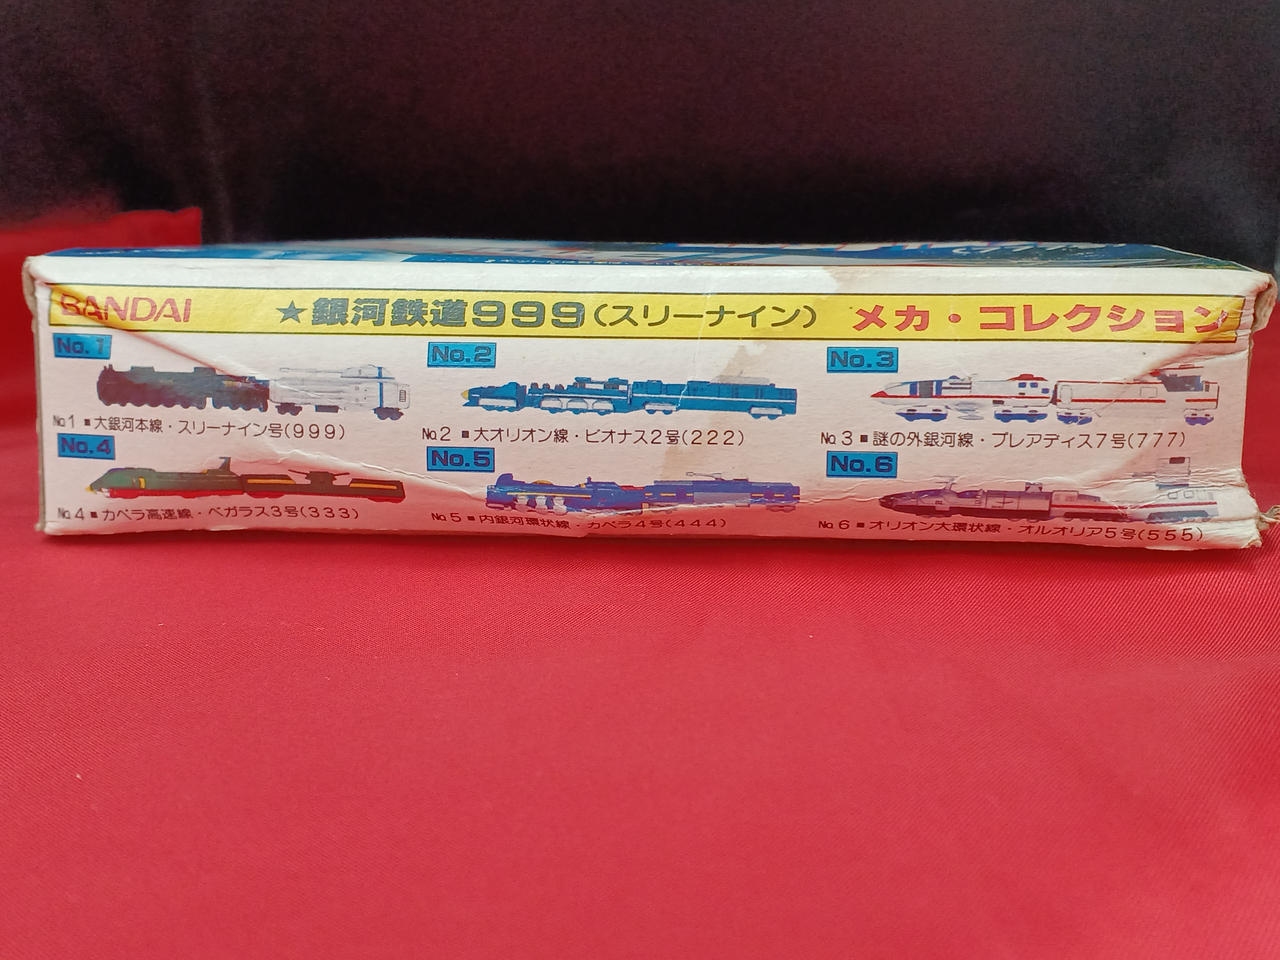 BANDAI ★銀河鉄道999(スリーナイン) メカ・コレクション
No.1 No.2 No.3
No.1■大銀河本線・スリーナイン号(999)
No.2■大オリオン線・ビオナス2号(222)
No.3■謎の外銀河線・プレアディス7号(777)
No.4 No.5 No.6
No.4■カペラ高速線・ペガラス3号(333)
No.5■内銀河環状線・カペラ4号(444)
No.6■オリオン大環状線・オルオリア5号(555)